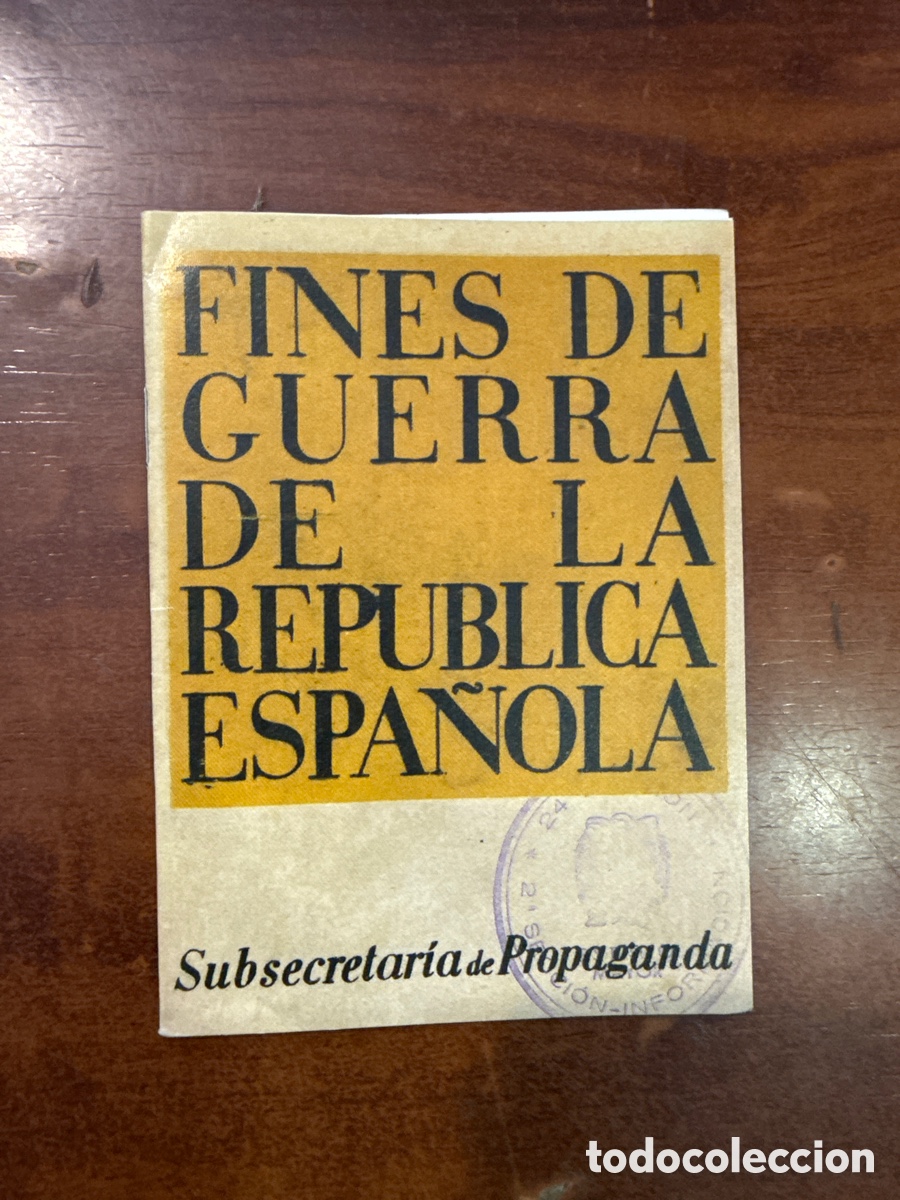 FINES DE
GUERRA
DE LA
REPUBLICA
ESPAÑOLA
Subsecretaría de Propaganda
todocoleccion